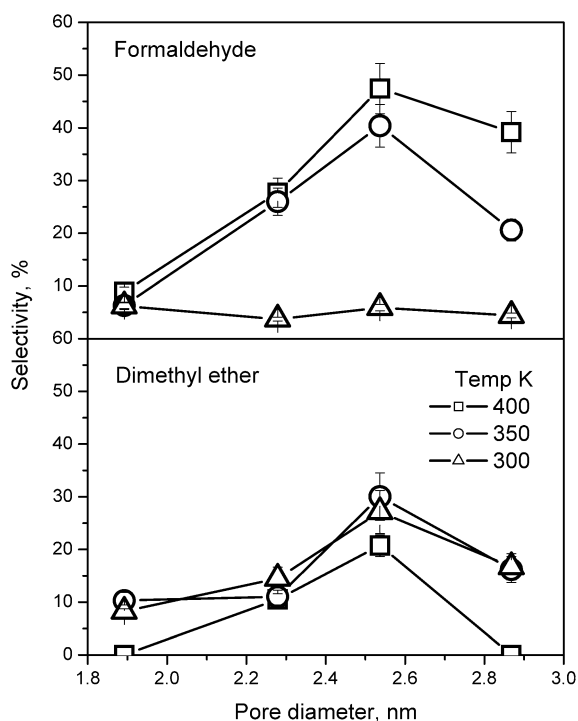 60
Formaldehyde
50
40
30
20
10
Selectivity, %
60
Dimethyl ether
Temp K
50
400
40
350
300
30
20
10
0
1.8 2.0 2.2 2.4 2.6 2.8 3.0
Pore diameter, nm